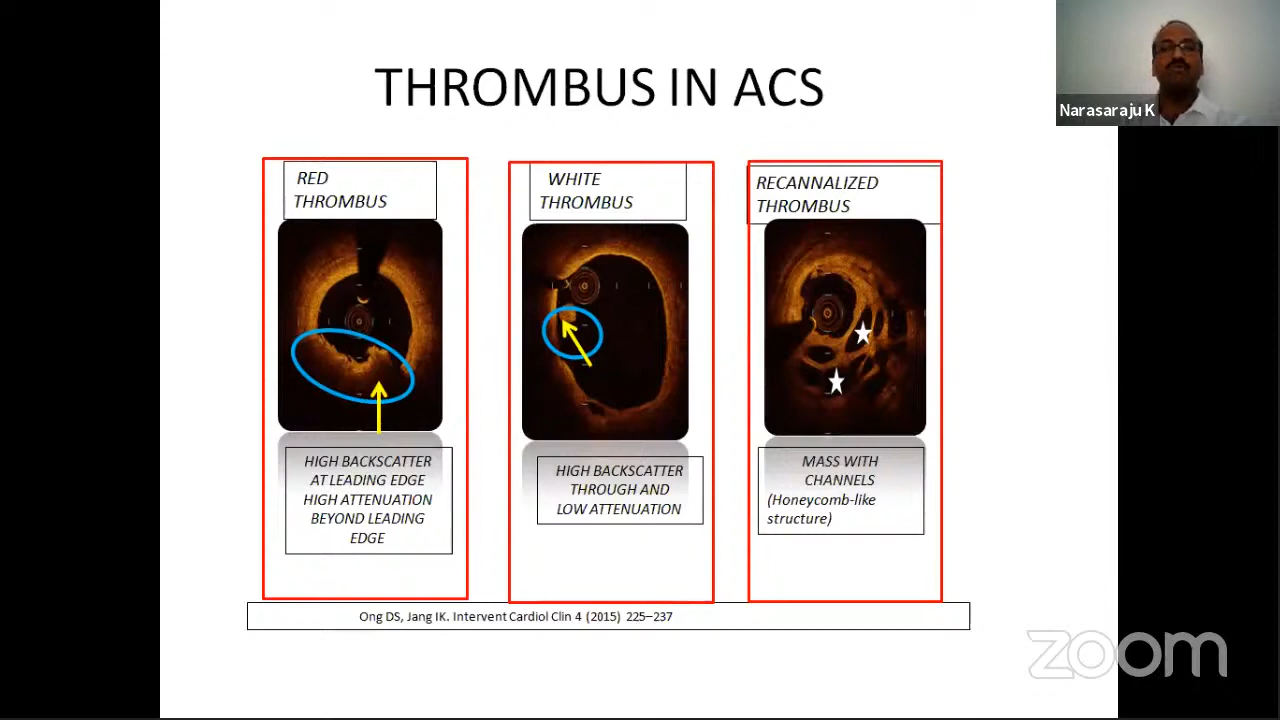 THROMBUS IN ACS
Narasaraju K
RED
THROMBUS
HIGH BACKSCATTER
AT LEADING EDGE
HIGH ATTENUATION
BEYOND LEADING
EDGE
WHITE
THROMBUS
HIGH BACKSCATTER
THROUGH AND
LOW ATTENUATION
RECANNALIZED
THROMBUS
MASS WITH
CHANNELS
(Honeycomb-like
structure)
Ong DS, Jang IK. Intervent Cardiol Clin 4 (2015) 225–237
zoom